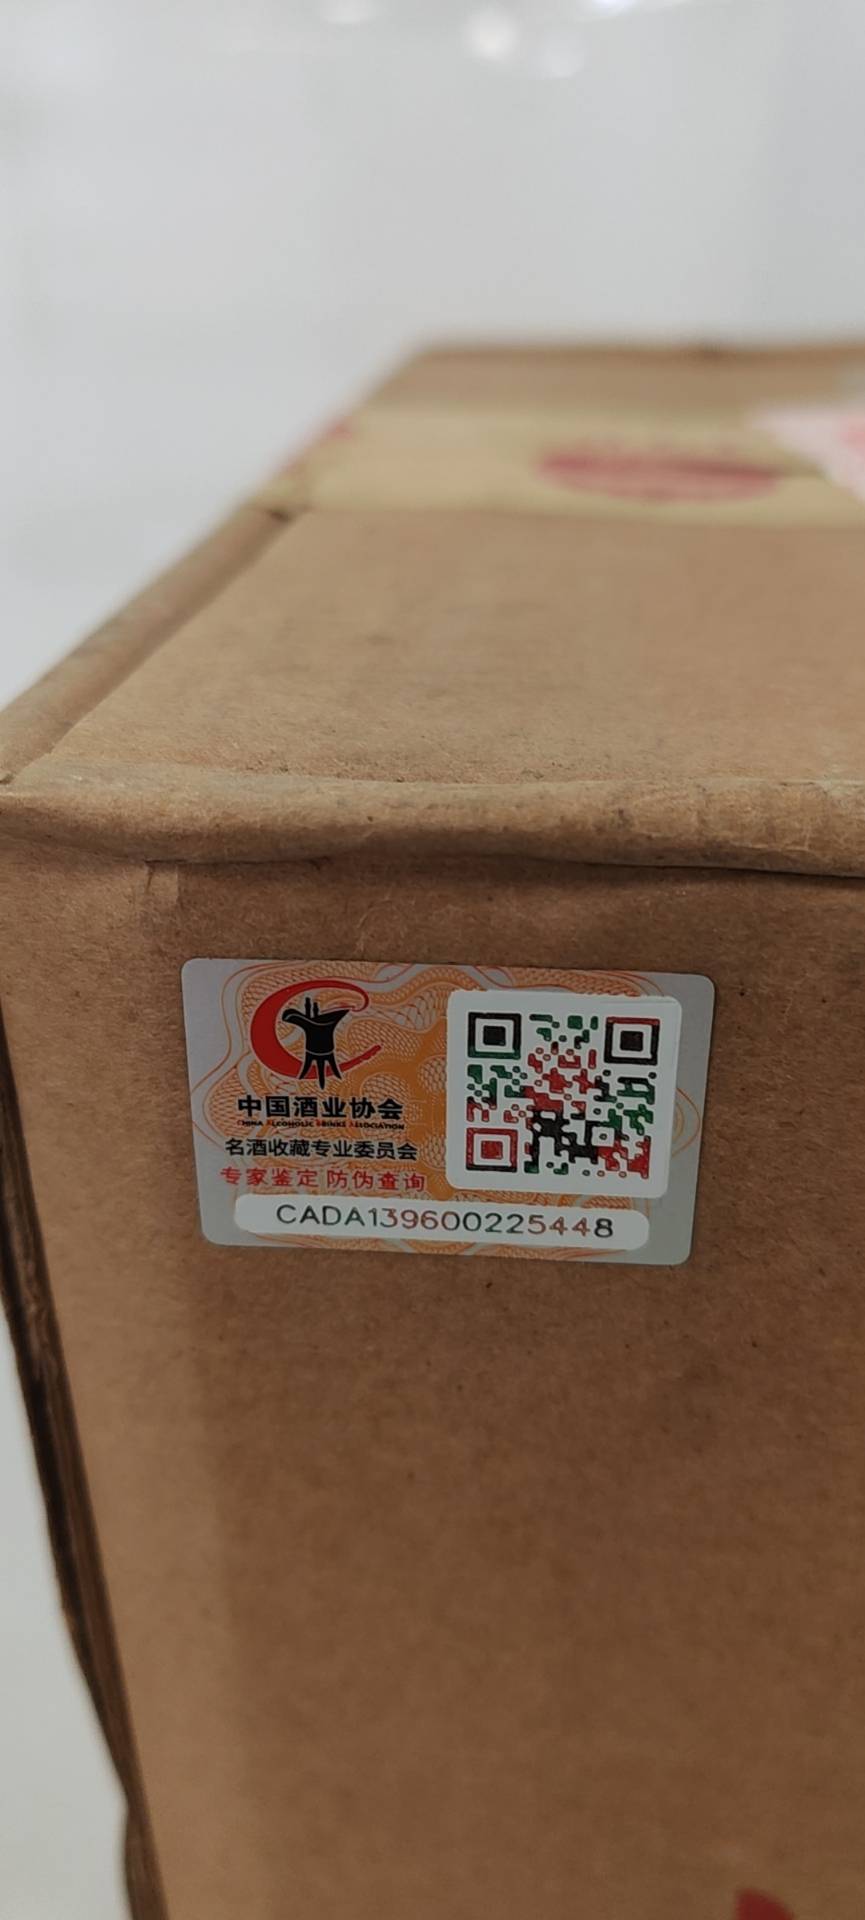 中国酒业协会
CHINA ALCOHOLIC DRINKS ASSOCIATION
名酒收藏专业委员会
专家鉴定 防伪查询
CADA139600225448